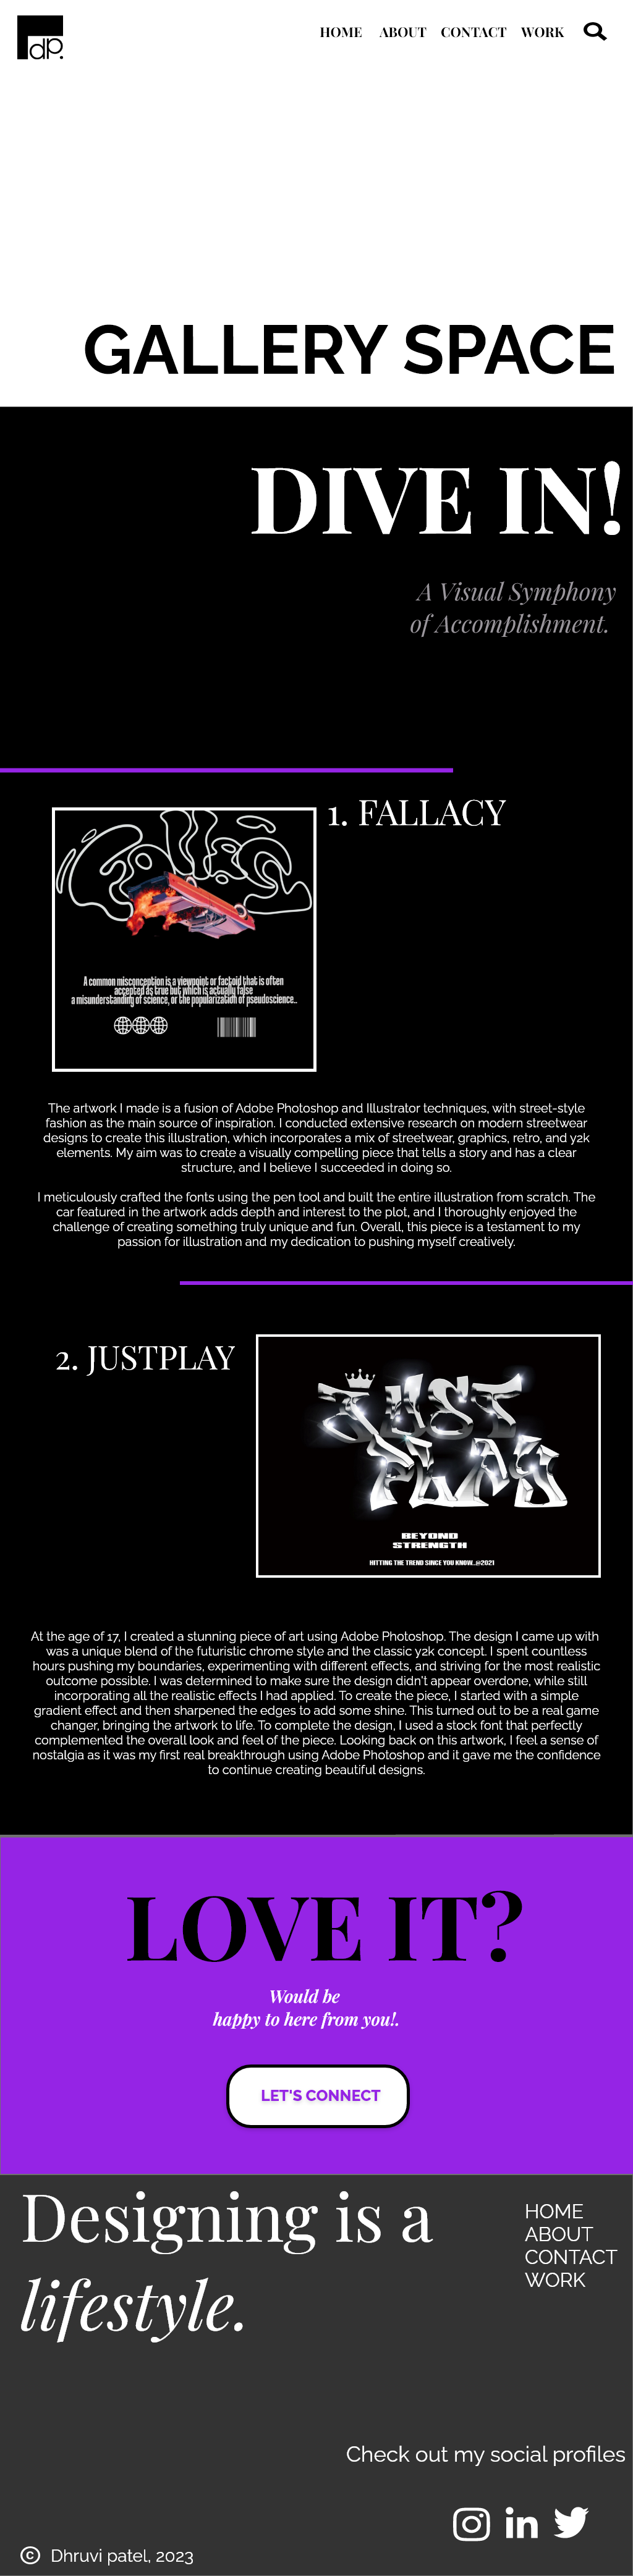 dp.
HOME ABOUT CONTACT WORK
GALLERY SPACE
DIVE IN!
A Visual Symphony
of Accomplishment.
1. FALLACY
A common misconception is a viewpoint or factoid that is often
accepted as true but which is actually false
a misunderstanding of science, or the popularization of pseudoscience..
The artwork I made is a fusion of Adobe Photoshop and Illustrator techniques, with street-style
fashion as the main source of inspiration. I conducted extensive research on modern streetwear
designs to create this illustration, which incorporates a mix of streetwear, graphics, retro, and y2k
elements. My aim was to create a visually compelling piece that tells a story and has a clear
structure, and I believe I succeeded in doing so.
I meticulously crafted the fonts using the pen tool and built the entire illustration from scratch. The
car featured in the artwork adds depth and interest to the plot, and I thoroughly enjoyed the
challenge of creating something truly unique and fun. Overall, this piece is a testament to my
passion for illustration and my dedication to pushing myself creatively.
2. JUSTPLAY
JUST
PLAY
BEYOND
STRENGTH
HITTING THE TREND SINCE YOU KNOW...@2021
At the age of 17, I created a stunning piece of art using Adobe Photoshop. The design I came up with
was a unique blend of the futuristic chrome style and the classic y2k concept. I spent countless
hours pushing my boundaries, experimenting with different effects, and striving for the most realistic
outcome possible. I was determined to make sure the design didn't appear overdone, while still
incorporating all the realistic effects I had applied. To create the piece, I started with a simple
gradient effect and then sharpened the edges to add some shine. This turned out to be a real game
changer, bringing the artwork to life. To complete the design, I used a stock font that perfectly
complemented the overall look and feel of the piece. Looking back on this artwork, I feel a sense of
nostalgia as it was my first real breakthrough using Adobe Photoshop and it gave me the confidence
to continue creating beautiful designs.
LOVE IT?
Would be
happy to here from you!.
LET'S CONNECT
Designing is a
lifestyle.
HOME
ABOUT
CONTACT
WORK
Check out my social profiles
in
© Dhruvi patel, 2023